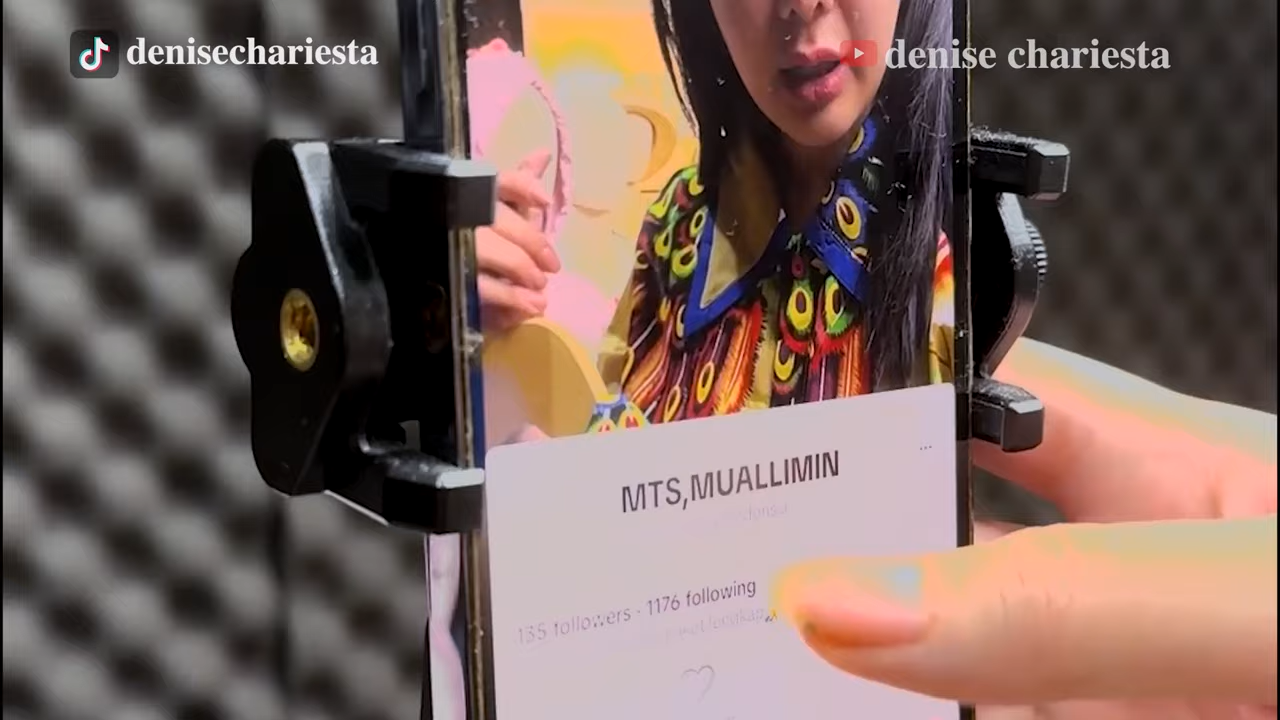 denisechariesta
denise chariesta
MTS,MUALLIMIN
135 followers · 1176 following